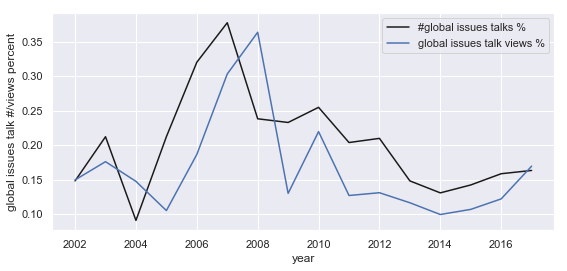 #global issues talks %
global issues talk views %
global issues talk #/views percent
0.35
0.30
0.25
0.20
0.15
0.10
2002 2004 2006 2008 2010 2012 2014 2016
year